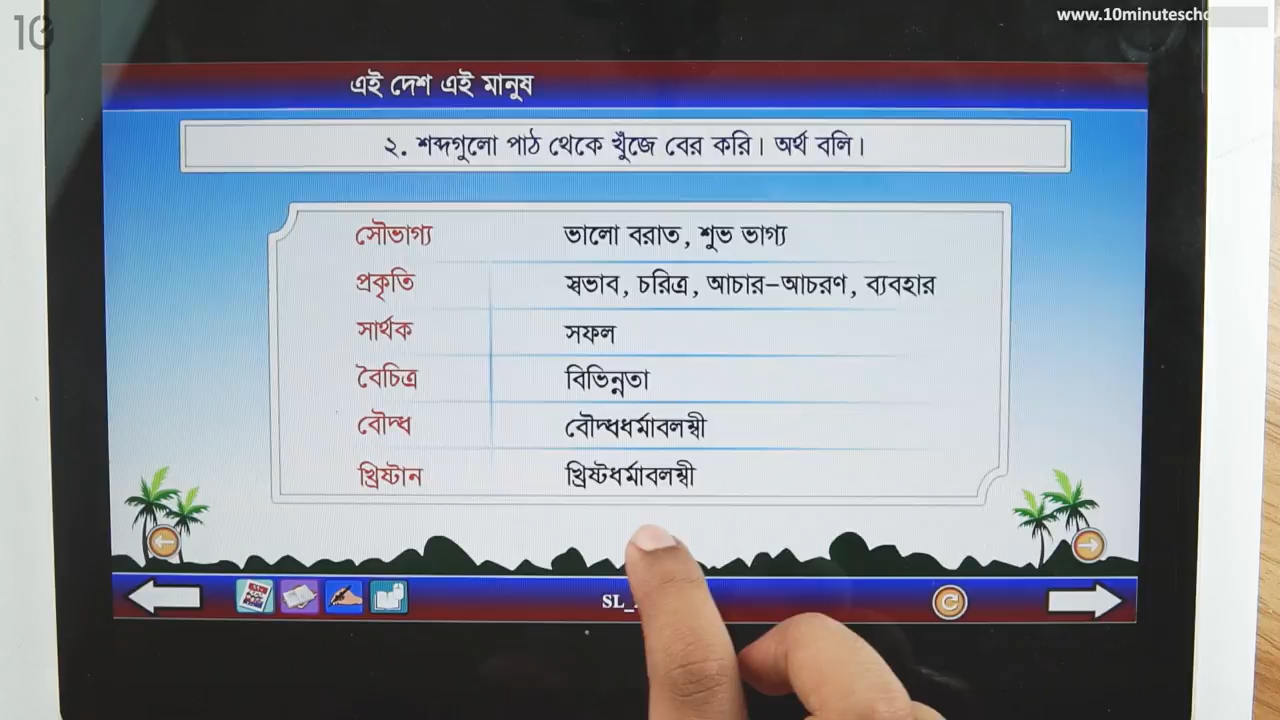 10
www.10minutescho
এই দেশ এই মানুষ
২. শব্দগুলো পাঠ থেকে খুঁজে বের করি। অর্থ বলি।
সৌভাগ্য ভালো বরাত, শুভ ভাগ্য
প্রকৃতি স্বভাব, চরিত্র, আচার-আচরণ, ব্যবহার
সার্থক সফল
বৈচিত্র বিভিন্নতা
বৌদ্ধ বৌদ্ধধর্মাবলম্বী
খ্রিষ্টান খ্রিষ্টধর্মাবলম্বী
SL_